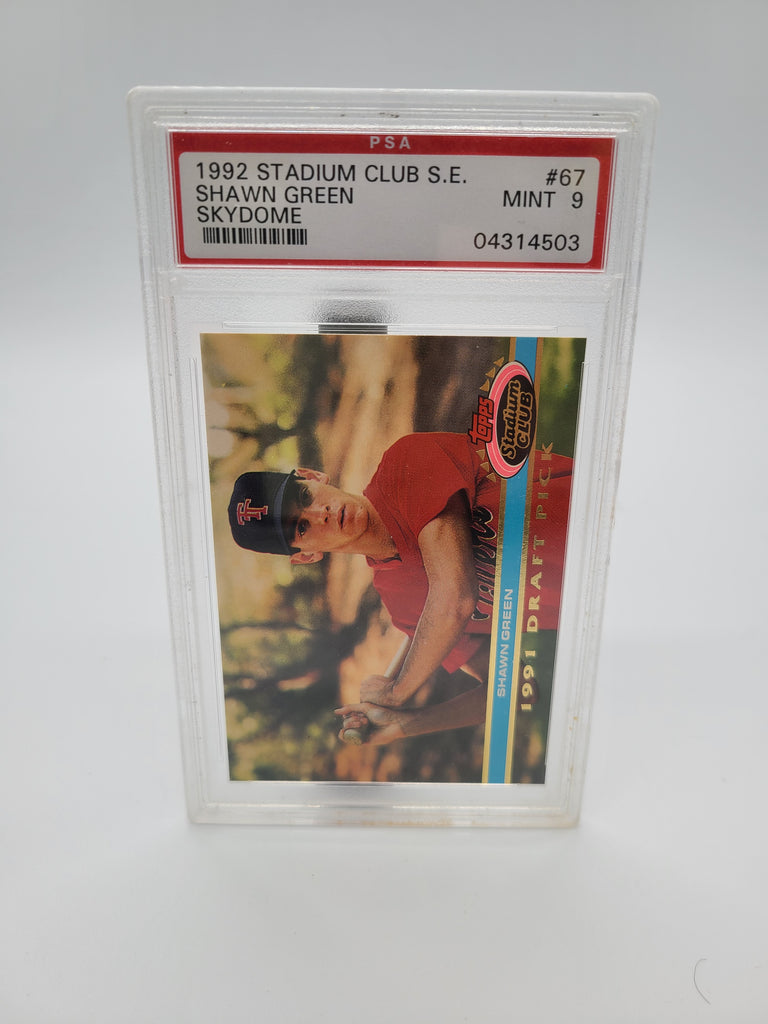 PSA
1992 STADIUM CLUB S.E. #67
SHAWN GREEN MINT 9
SKYDOME
04314503
TOPPS
Stadium
CLUB
SHAWN GREEN
1991 DRAFT PICK
T